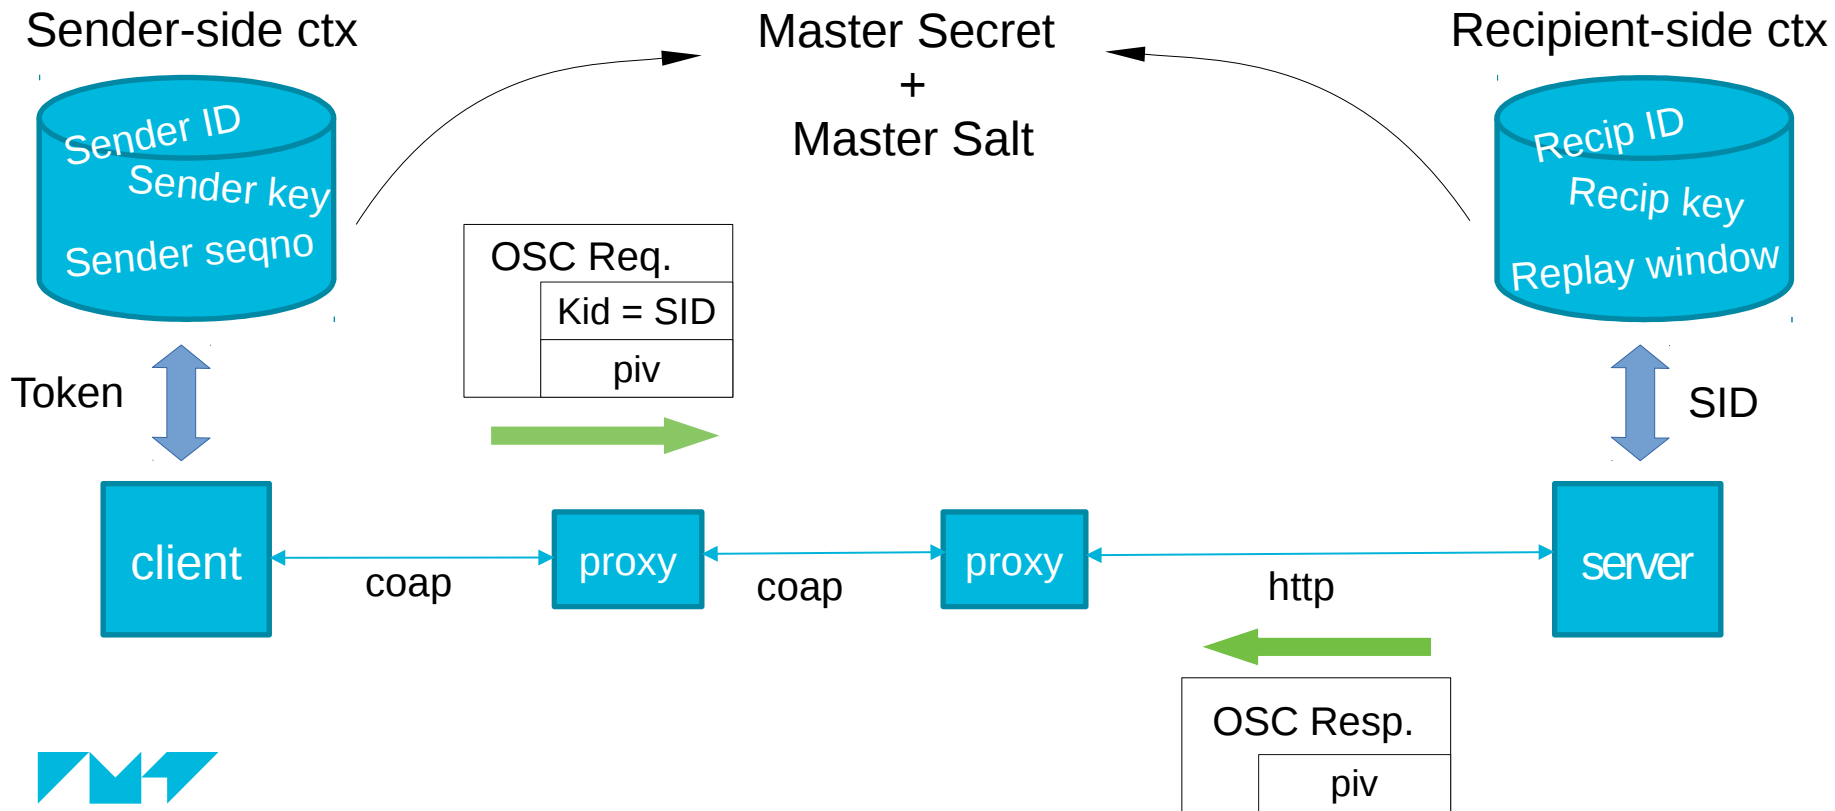 Sender-side ctx
Master Secret
+
Master Salt
Recipient-side ctx
Sender ID
Sender key
Sender seqno
Recip ID
Recip key
Replay window
OSC Req.
Kid = SID
piv
Token
SID
client
coap
proxy
coap
proxy
http
server
OSC Resp.
piv